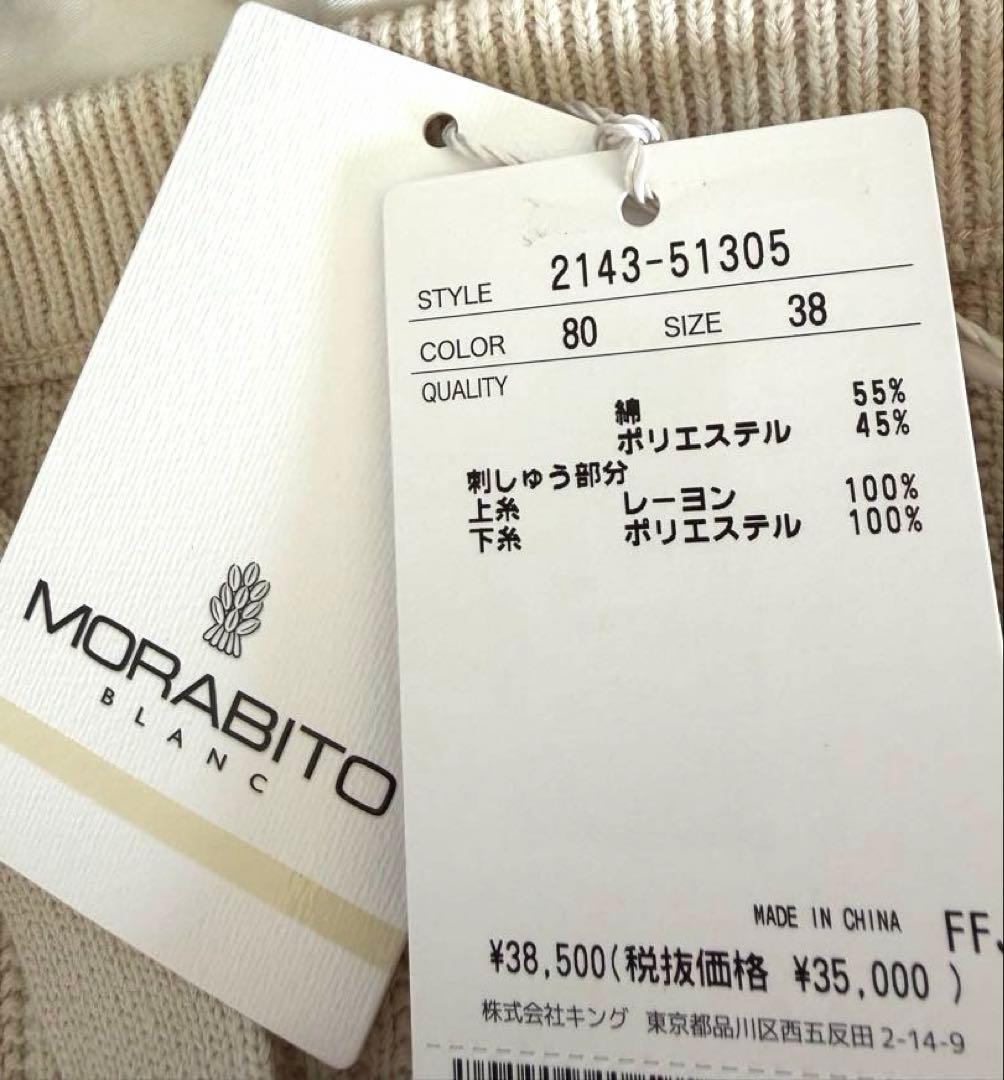 MORABITO
BLANC
STYLE 2143-51305
COLOR 80 SIZE 38
QUALITY
綿 55%
ポリエステル 45%
刺しゅう部分
上糸 レーヨン 100%
下糸 ポリエステル 100%
MADE IN CHINA FF
¥38,500(税抜価格 ¥35,000 )
株式会社キング 東京都品川区西五反田2-14-9